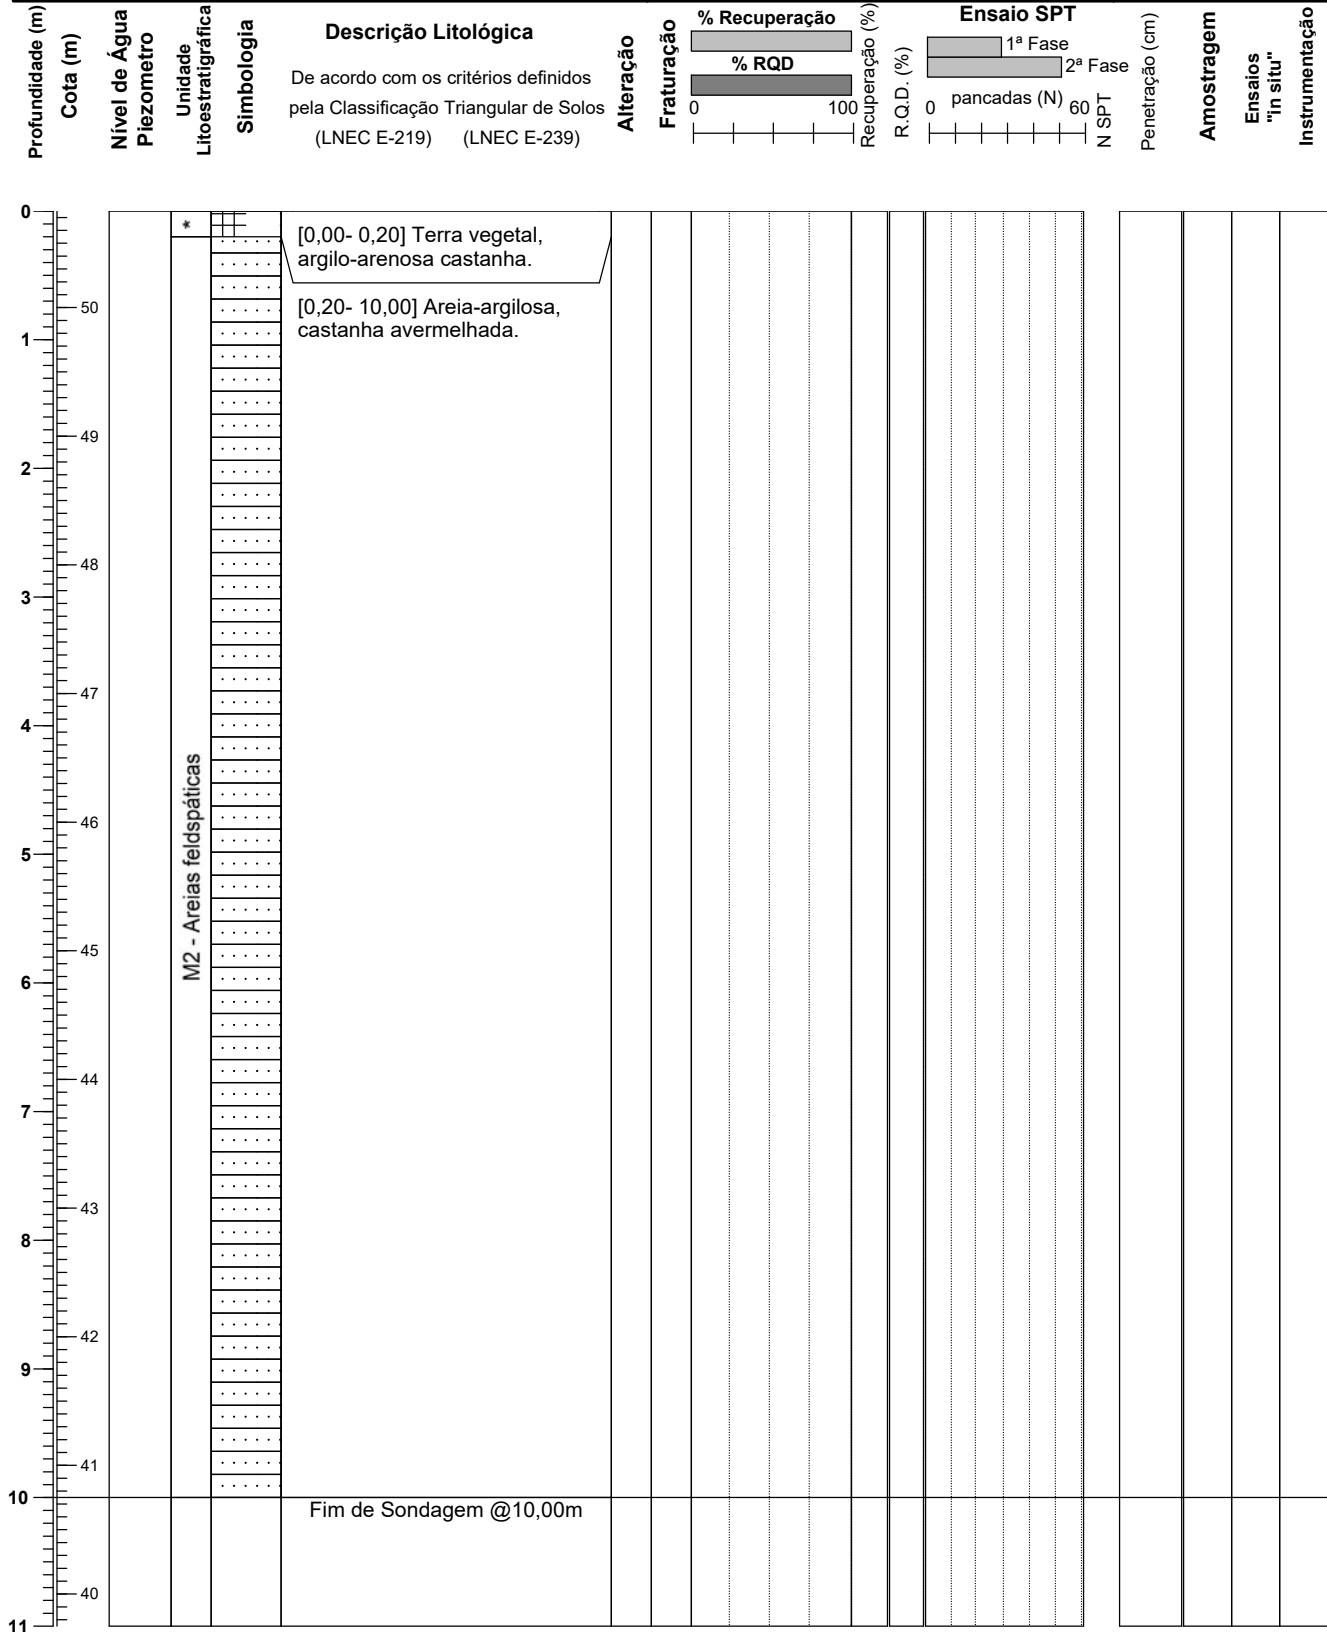 Profundidade (m)
Cota (m)
Nível de Água
Piezometro
Unidade
Litoestratigráfica
Simbologia
Descrição Litológica
De acordo com os critérios definidos
pela Classificação Triangular de Solos
(LNEC E-219) (LNEC E-239)
Alteração
Fraturação
% Recuperação
% RQD
0 100
Recuperação (%)
R.Q.D. (%)
Ensaio SPT
1ª Fase
2ª Fase
pancadas (N)
0 60
N SPT
Penetração (cm)
Amostragem
Ensaios
"in situ"
Instrumentação
0
*
[0,00- 0,20] Terra vegetal,
argilo-arenosa castanha.
50
[0,20- 10,00] Areia-argilosa,
castanha avermelhada.
1
49
2
48
3
47
4
M2 - Areias feldspáticas
46
5
45
6
44
7
43
8
42
9
41
10
Fim de Sondagem @10,00m
40
11